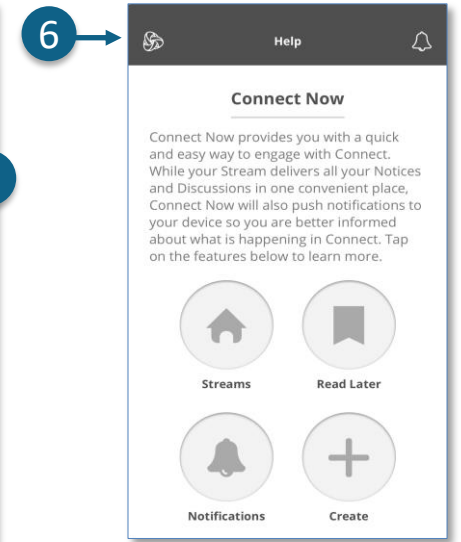 6
Help
Connect Now
Connect Now provides you with a quick
and easy way to engage with Connect.
While your Stream delivers all your Notices
and Discussions in one convenient place,
Connect Now will also push notifications to
your device so you are better informed
about what is happening in Connect. Tap
on the features below to learn more.
Streams Read Later
Notifications Create